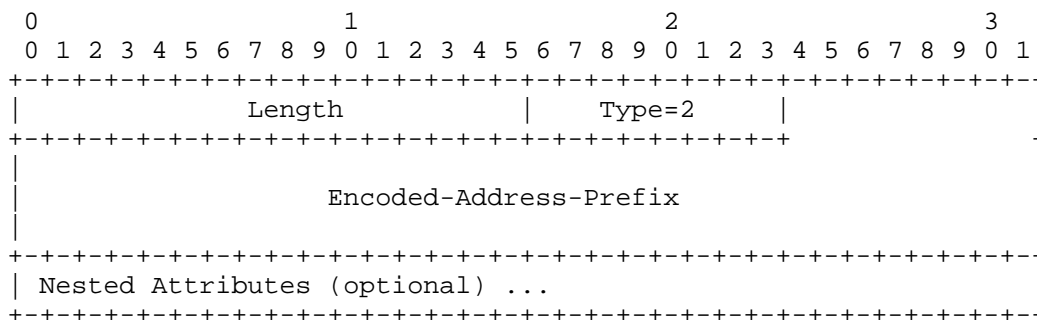 0                   1                   2                   3
0 1 2 3 4 5 6 7 8 9 0 1 2 3 4 5 6 7 8 9 0 1 2 3 4 5 6 7 8 9 0 1
+-+-+-+-+-+-+-+-+-+-+-+-+-+-+-+-+-+-+-+-+-+-+-+-+-+-+-+-+-+-+-+-
|             Length            |    Type=2     |
+-+-+-+-+-+-+-+-+-+-+-+-+-+-+-+-+-+-+-+-+-+-+-+-+               -
|
|                   Encoded-Address-Prefix
|
+-+-+-+-+-+-+-+-+-+-+-+-+-+-+-+-+-+-+-+-+-+-+-+-+-+-+-+-+-+-+-+-
| Nested Attributes (optional) ...
+-+-+-+-+-+-+-+-+-+-+-+-+-+-+-+-+-+-+-+-+-+-+-+-+-+-+-+-+-+-+-+-